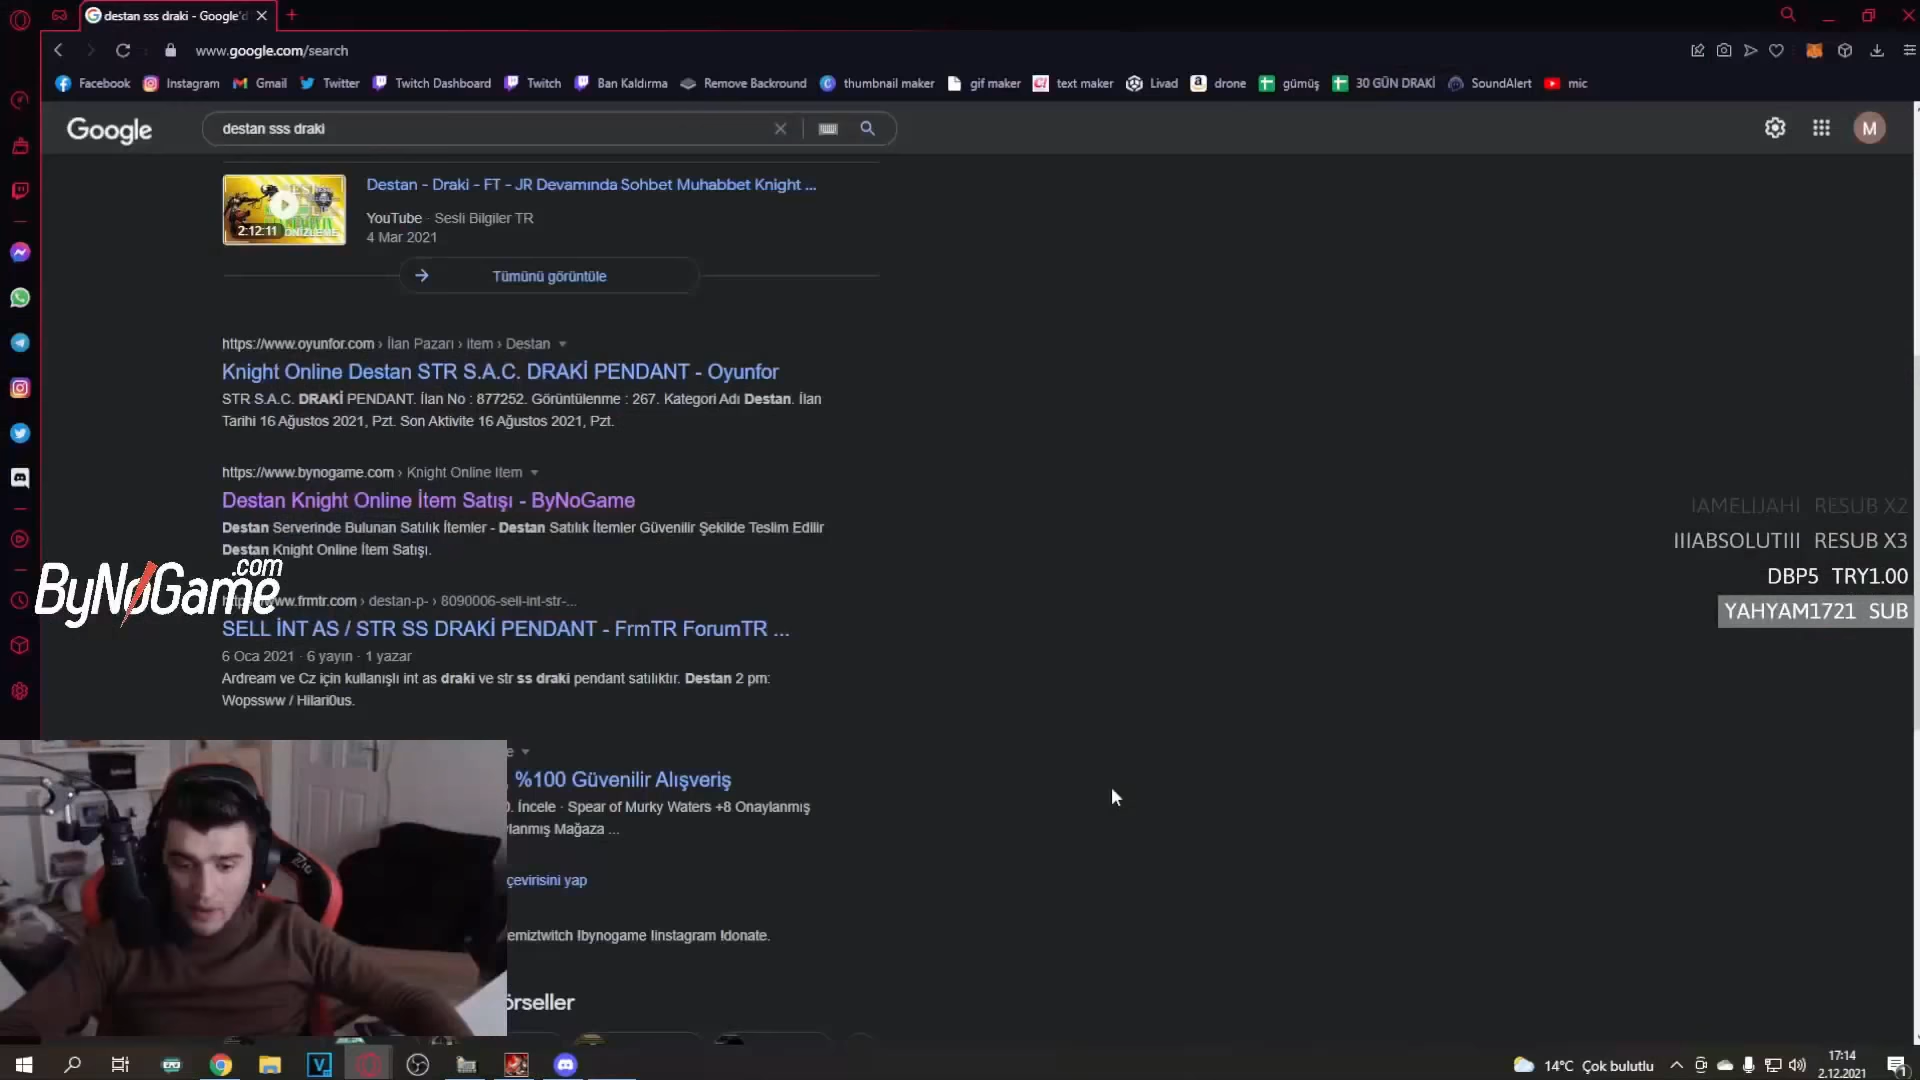 destan sss draki - Google'd
www.google.com/search
Facebook Instagram Gmail Twitter Twitch Dashboard Twitch Ban Kaldırma Remove Background thumbnail maker gif maker text maker Livad drone gümüş 30 GÜN DRAKİ SoundAlert mic
Google destan sss draki M
Destan - Draki - FT - JR Devamında Sohbet Muhabbet Knight ...
2:12:11
YouTube · Sesli Bilgiler TR
4 Mar 2021
Tümünü görüntüle
https://www.oyunfor.com › İlan Pazarı › item › Destan
Knight Online Destan STR S.A.C. DRAKİ PENDANT - Oyunfor
STR S.A.C. DRAKİ PENDANT. İlan No : 877252. Görüntülenme : 267. Kategori Adı Destan. İlan
Tarihi 16 Ağustos 2021, Pzt. Son Aktivite 16 Ağustos 2021, Pzt.
https://www.bynogame.com › Knight Online Item
Destan Knight Online İtem Satışı - ByNoGame
Destan Serverinde Bulunan Satılık İtemler - Destan Satılık İtemler Güvenilir Şekilde Teslim Edilir
Destan Knight Online İtem Satışı.
ByNoGame.com
www.frmtr.com › destan-p- › 8090006-sell-int-str-...
SELL İNT AS / STR SS DRAKİ PENDANT - FrmTR ForumTR ...
6 Oca 2021 · 6 yayın · 1 yazar
Ardream ve Cz için kullanışlı int as draki ve str ss draki pendant satılıktır. Destan 2 pm:
Wopssww / Hilari0us.
IAMELIJAHI RESUB X2
IIIABSOLUTIII RESUB X3
DBP5 TRY1.00
YAHYAM1721 SUB
e
, %100 Güvenilir Alışveriş
0. İncele · Spear of Murky Waters +8 Onaylanmış
ylanmış Mağaza ...
çevirisini yap
emiztwitch !bynogame !instagram !donate.
örseller
14°C Çok bulutlu
17:14
2.12.2021
1